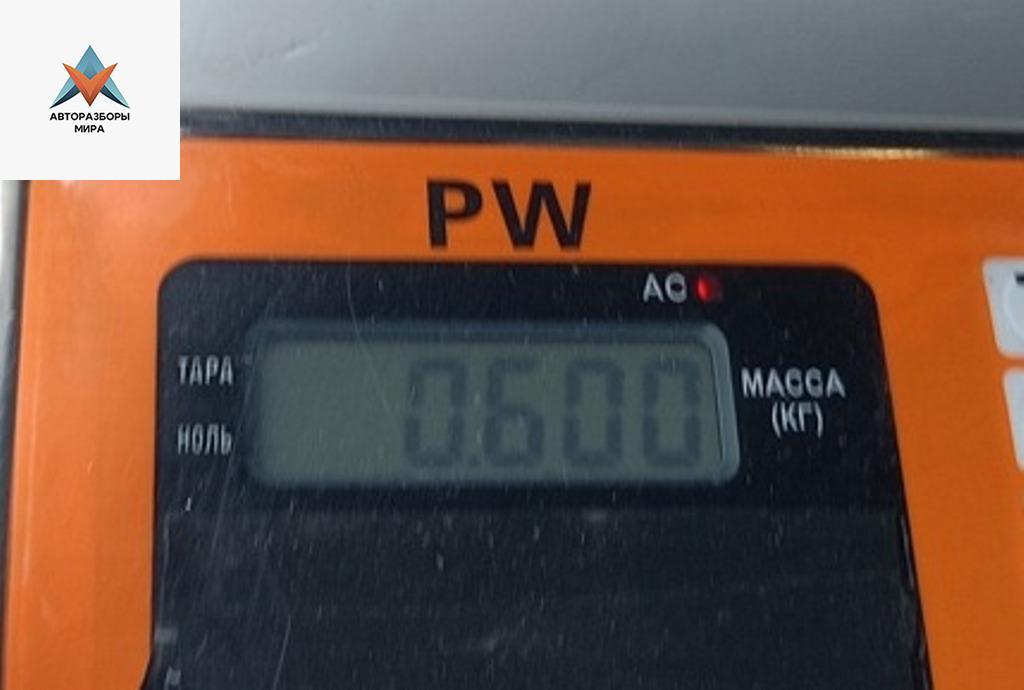 АВТОРАЗБОРЫ
МИРА
PW
AC
ТАРА
НОЛЬ
0.600
МАССА
(КГ)